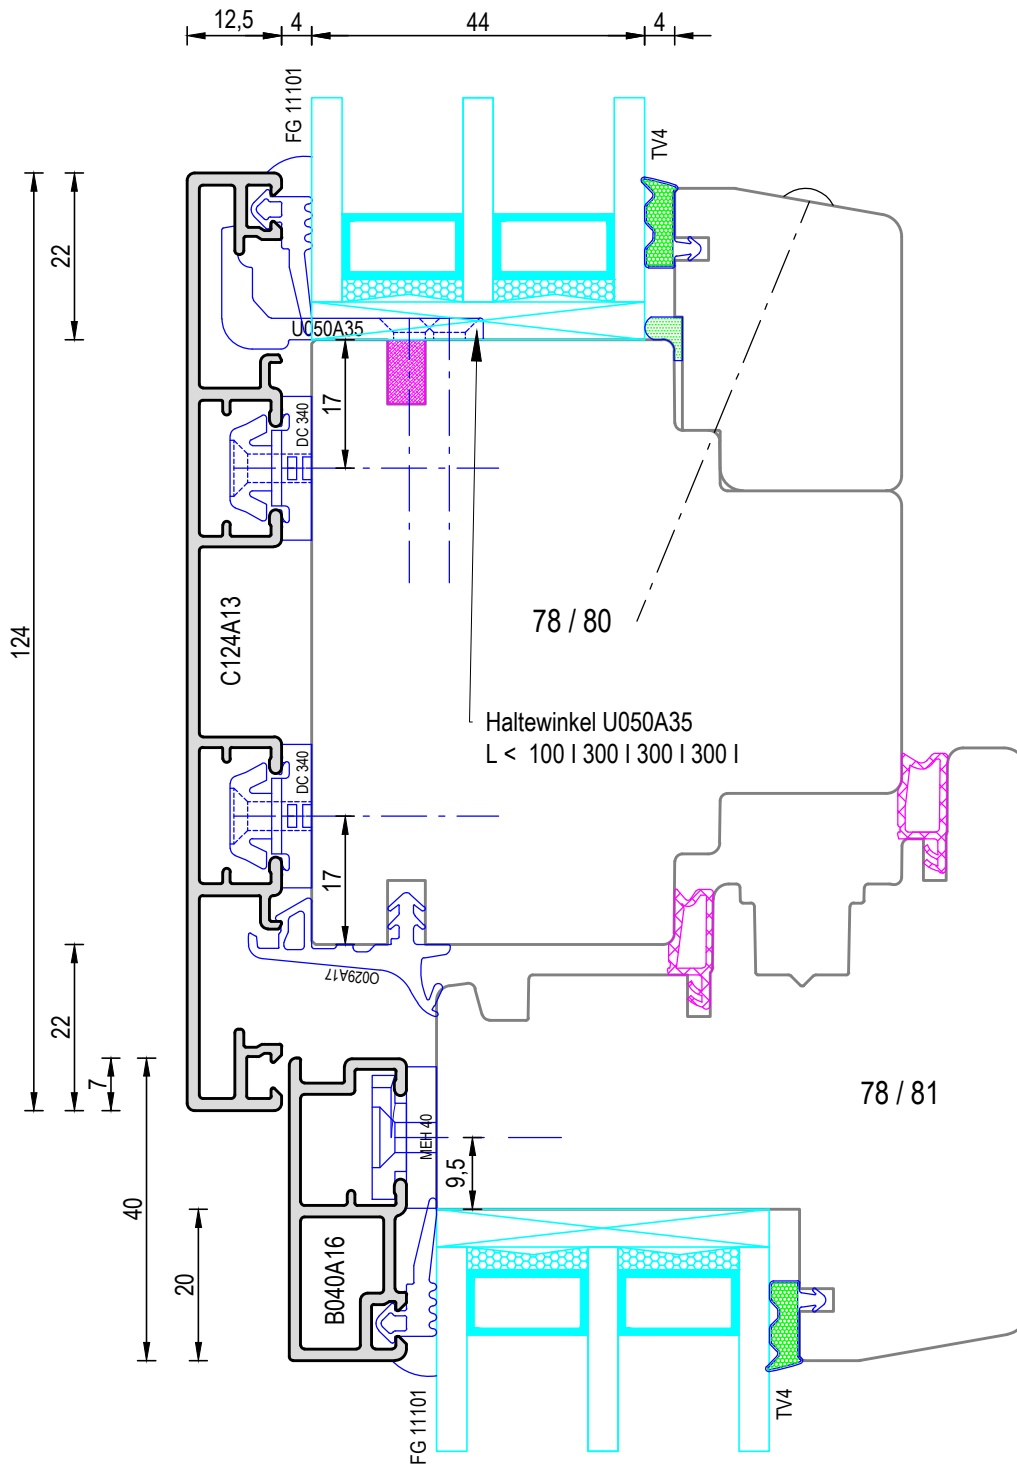 12,5
4
44
4
FG 11101
TV4
22
U050A35
17
DC 340
78 / 80
C124A13
124
Haltewinkel U050A35
L < 100 I 300 I 300 I 300 I
DC 340
17
O029A17
22
7
78 / 81
MEH 40
9,5
40
20
B040A16
FG 11101
TV4